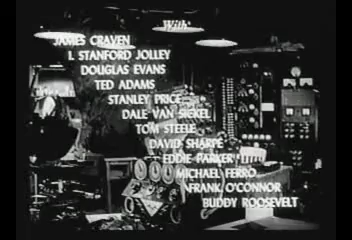 With
JAMES CRAVEN
I. STANFORD JOLLEY
DOUGLAS EVANS
TED ADAMS
STANLEY PRICE
DALE VAN SICKEL
TOM STEELE
DAVID SHARPE
EDDIE PARKER
MICHAEL FERRO
FRANK O'CONNOR
BUDDY ROOSEVELT